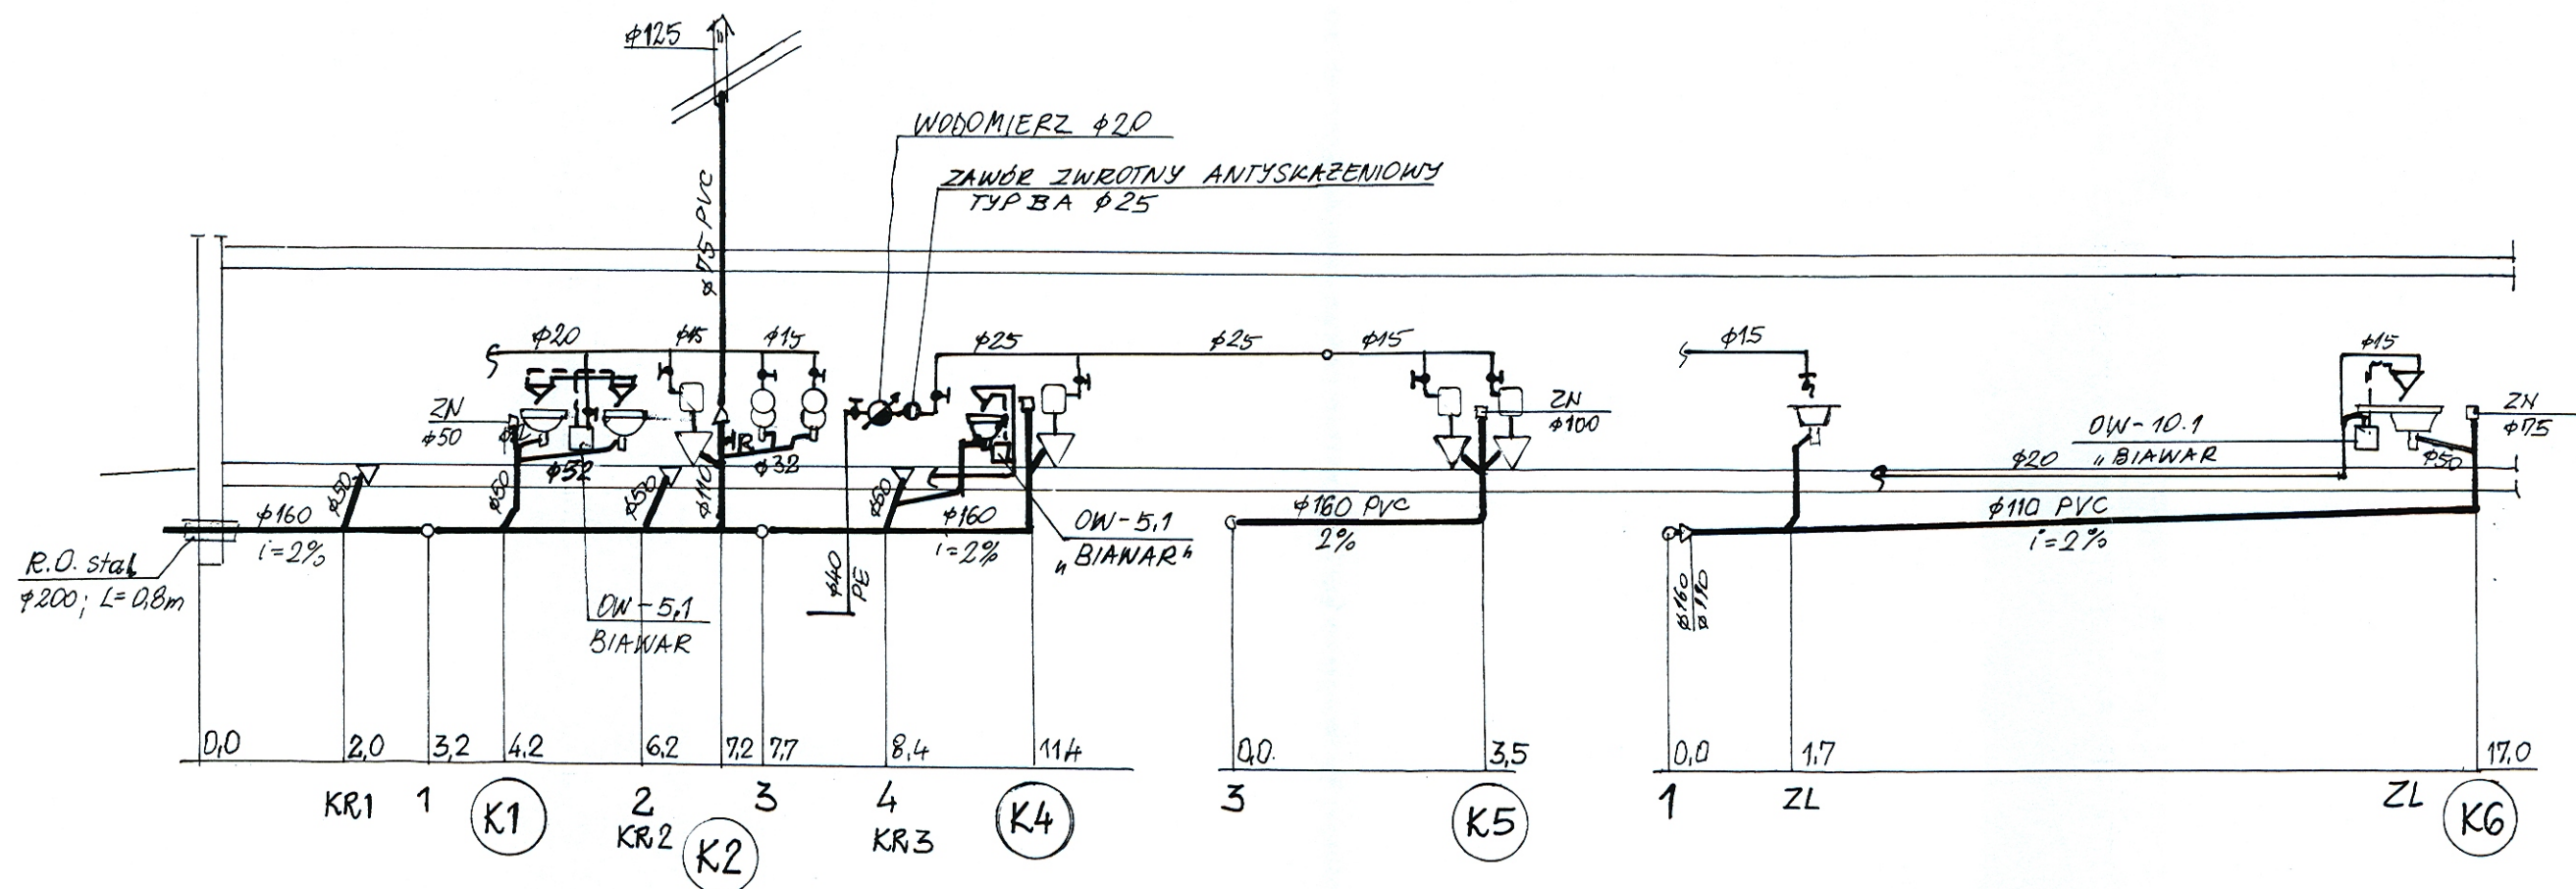 φ125
WODOMIERZ φ20
ZAWÓR ZWROTNY ANTYSKAŻENIOWY
TYP BA φ25
φ75 PVC
φ20
φ15
φ15
φ25
φ25
φ15
φ15
φ15
ZN
φ50
ZN
φ100
ZN
φ75
OW-10.1
"BIAWAR
φ50
φ20
φ50
φ50
φ32
φ50
R
φ110
φ32
φ50
φ160
i=2%
φ160
i=2%
OW-5,1
"BIAWAR"
φ160 PVC
2%
φ110 PVC
i=2%
R.O. stal
φ200; L=0,8m
OW-5,1
BIAWAR
φ40
PE
φ160
φ110
0,0 2,0 3,2 4,2 6,2 7,2 7,7 8,4 11,4
0,0. 3,5
0,0 1,7 17,0
KR1 1 K1 2 3 4 K4
KR2 K2 KR3
3 K5
1 ZL ZL K6